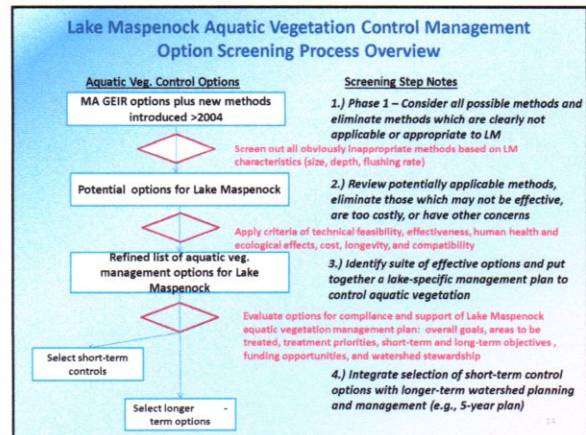 Lake Maspenock Aquatic Vegetation Control Management
Option Screening Process Overview
Aquatic Veg. Control Options
MA GEIR options plus new methods
introduced >2004
Screening Step Notes
1.) Phase 1 – Consider all possible methods and
eliminate methods which are clearly not
applicable or appropriate to LM
Screen out all obviously inappropriate methods based on LM
characteristics (size, depth, flushing rate)
Potential options for Lake Maspenock
2.) Review potentially applicable methods,
eliminate those which may not be effective,
are too costly, or have other concerns
Apply criteria of technical feasibility, effectiveness, human health and
ecological effects, cost, longevity, and compatibility
Refined list of aquatic veg.
management options for Lake
Maspenock
3.) Identify suite of effective options and put
together a lake-specific management plan to
control aquatic vegetation
Evaluate options for compliance and support of Lake Maspenock
aquatic vegetation management plan: overall goals, areas to be
treated, treatment priorities, short-term and long-term objectives ,
funding opportunities, and watershed stewardship
Select short-term
controls
4.) Integrate selection of short-term control
options with longer-term watershed planning
and management (e.g., 5-year plan)
Select longer -
term options
14